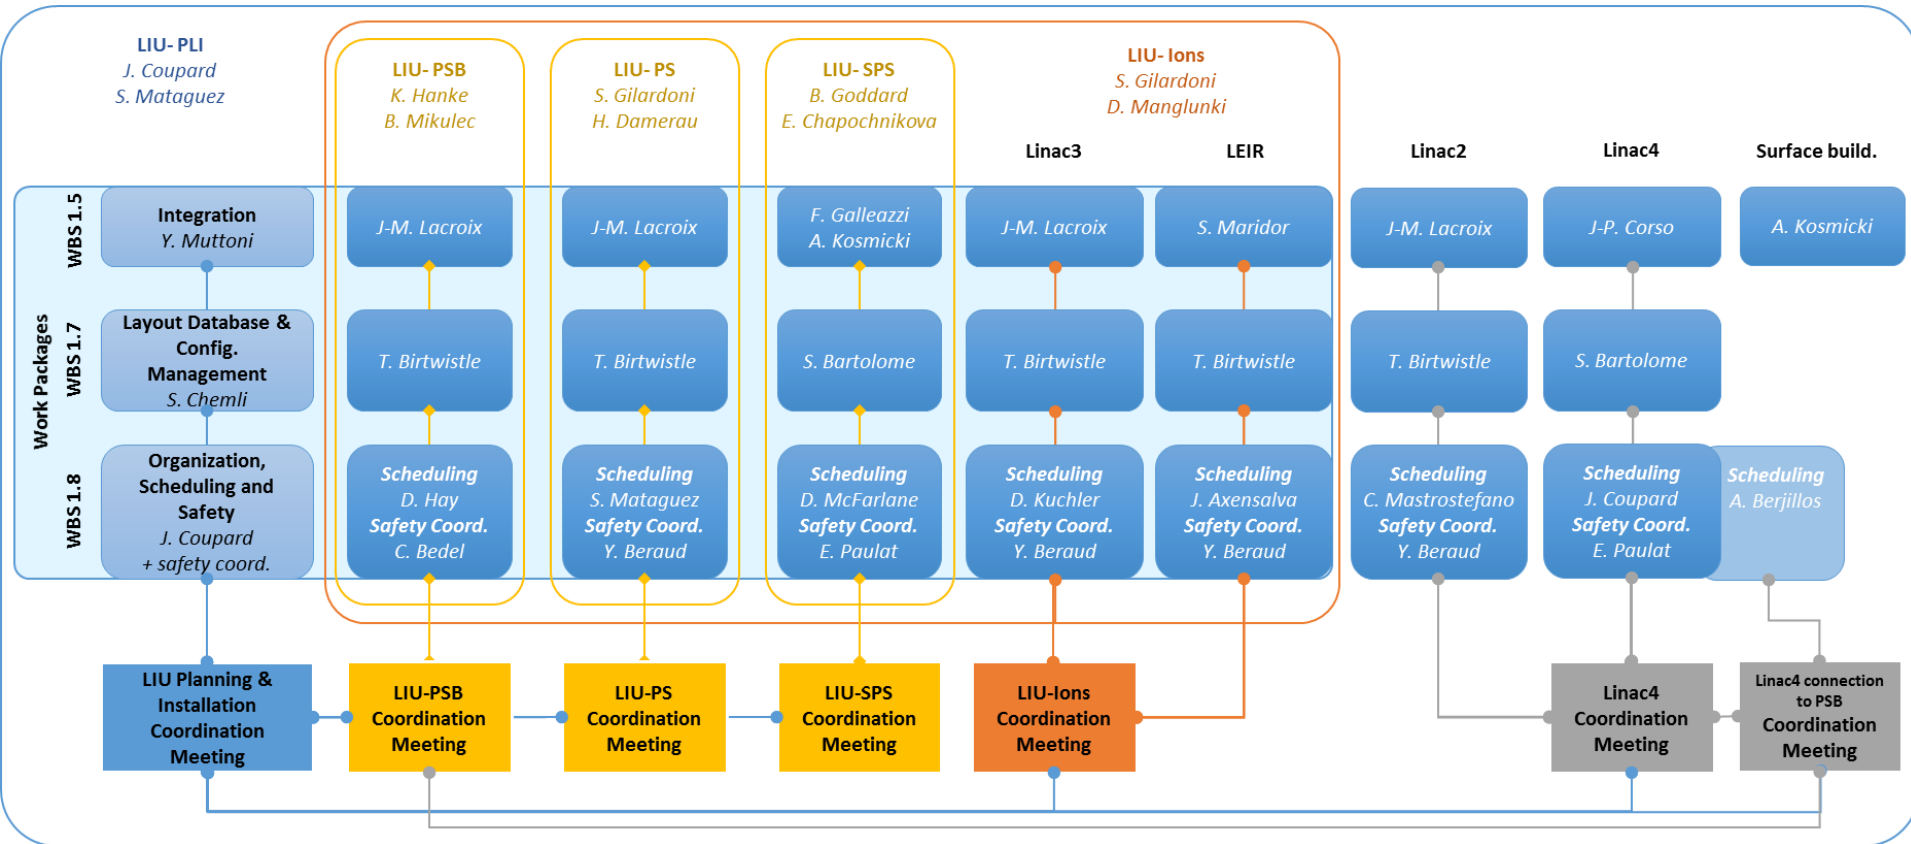 LIU- PLI
J. Coupard
S. Mataguez
LIU- PSB
K. Hanke
B. Mikulec
LIU- PS
S. Gilardoni
H. Damerau
LIU- SPS
B. Goddard
E. Chapochnikova
LIU- Ions
S. Gilardoni
D. Manglunki
Linac3
LEIR
Linac2
Linac4
Surface build.
Work Packages
WBS 1.5
Integration
Y. Muttoni
J-M. Lacroix
J-M. Lacroix
F. Galleazzi
A. Kosmicki
J-M. Lacroix
S. Maridor
J-M. Lacroix
J-P. Corso
A. Kosmicki
WBS 1.7
Layout Database &
Config.
Management
S. Chemli
T. Birtwistle
T. Birtwistle
S. Bartolome
T. Birtwistle
T. Birtwistle
T. Birtwistle
S. Bartolome
WBS 1.8
Organization,
Scheduling and
Safety
J. Coupard
+ safety coord.
Scheduling
D. Hay
Safety Coord.
C. Bedel
Scheduling
S. Mataguez
Safety Coord.
Y. Beraud
Scheduling
D. McFarlane
Safety Coord.
E. Paulat
Scheduling
D. Kuchler
Safety Coord.
Y. Beraud
Scheduling
J. Axensalva
Safety Coord.
Y. Beraud
Scheduling
C. Mastrostefano
Safety Coord.
Y. Beraud
Scheduling
J. Coupard
Safety Coord.
E. Paulat
Scheduling
A. Berjillos
LIU Planning &
Installation
Coordination
Meeting
LIU-PSB
Coordination
Meeting
LIU-PS
Coordination
Meeting
LIU-SPS
Coordination
Meeting
LIU-Ions
Coordination
Meeting
Linac4
Coordination
Meeting
Linac4 connection
to PSB
Coordination
Meeting